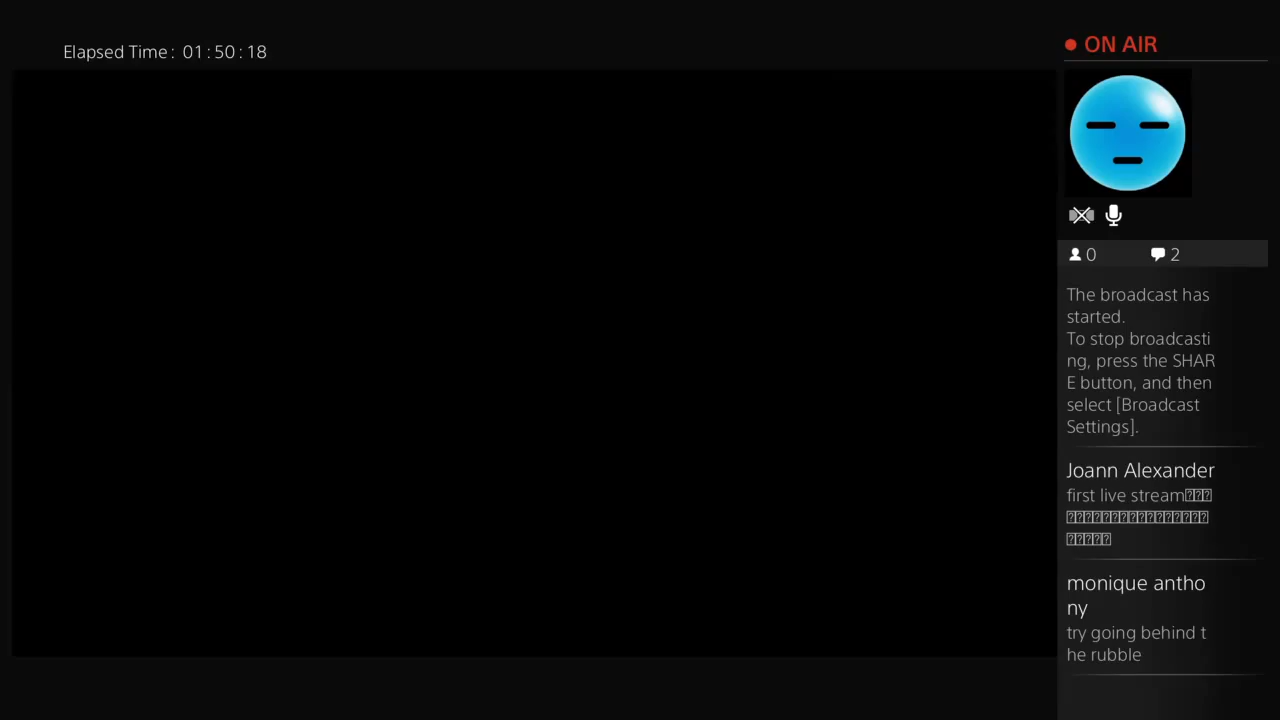 Elapsed Time: 01:50:18
ON AIR
0 2
The broadcast has
started.
To stop broadcasti
ng, press the SHAR
E button, and then
select [Broadcast
Settings].
Joann Alexander
first live stream
monique antho
ny
try going behind t
he rubble